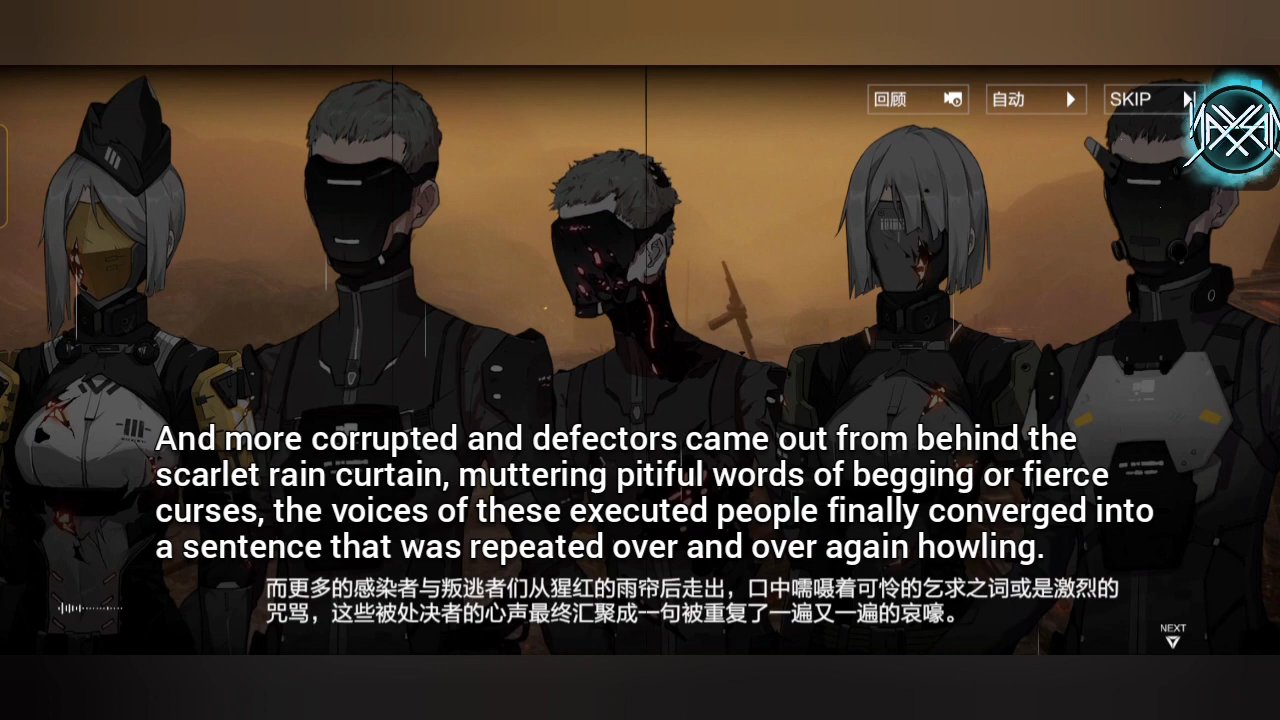 回顾
自动
SKIP
And more corrupted and defectors came out from behind the
scarlet rain curtain, muttering pitiful words of begging or fierce
curses, the voices of these executed people finally converged into
a sentence that was repeated over and over again howling.
而更多的感染者与叛逃者们从猩红的雨帘后走出，口中嚅嗫着可怜的乞求之词或是激烈的
咒骂，这些被处决者的心声最终汇聚成一句被重复了一遍又一遍的哀嚎。
NEXT